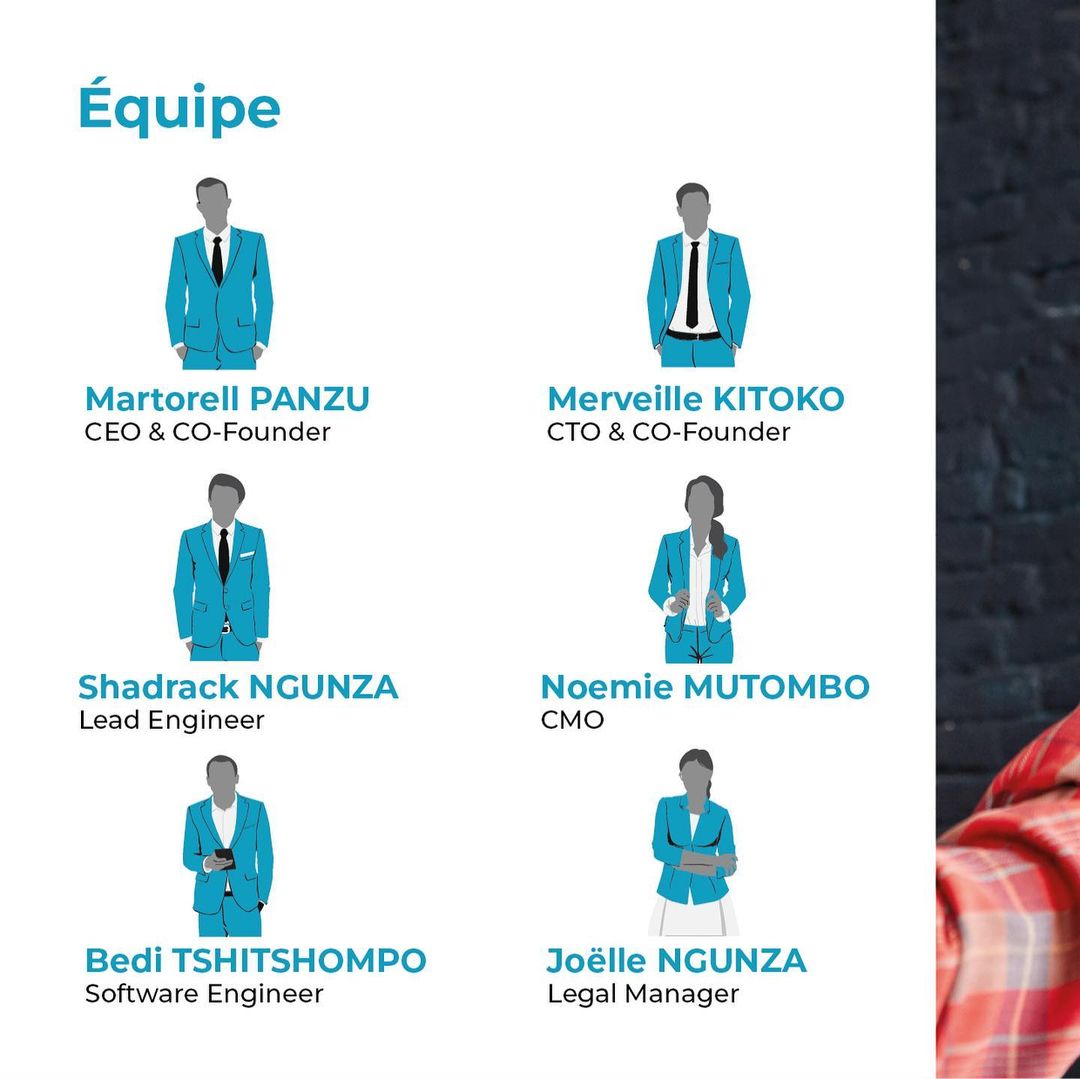 Équipe
Martorell PANZU
CEO & CO-Founder
Merveille KITOKO
CTO & CO-Founder
Shadrack NGUNZA
Lead Engineer
Noemie MUTOMBO
CMO
Bedi TSHITSHOMPO
Software Engineer
Joëlle NGUNZA
Legal Manager